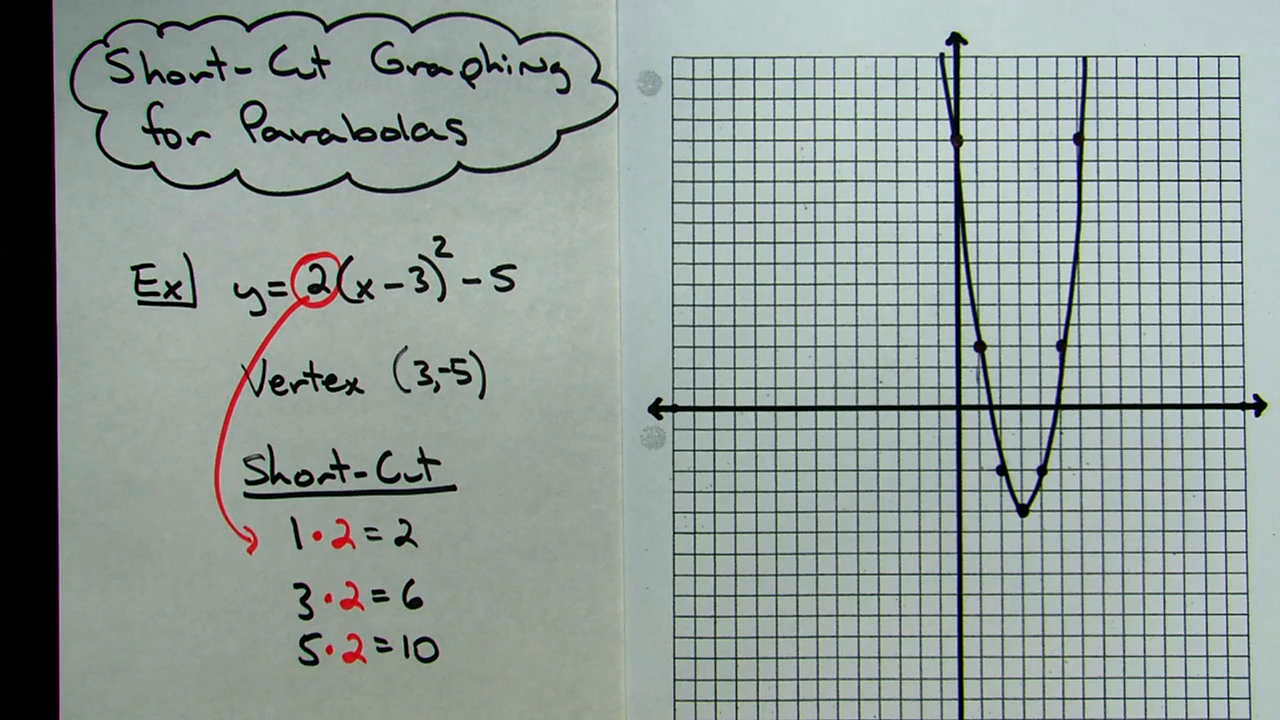 Short-Cut Graphing
for Parabolas
Ex] y=2(x-3)²-5
Vertex (3,-5)
Short-Cut
1·2=2
3·2=6
5·2=10